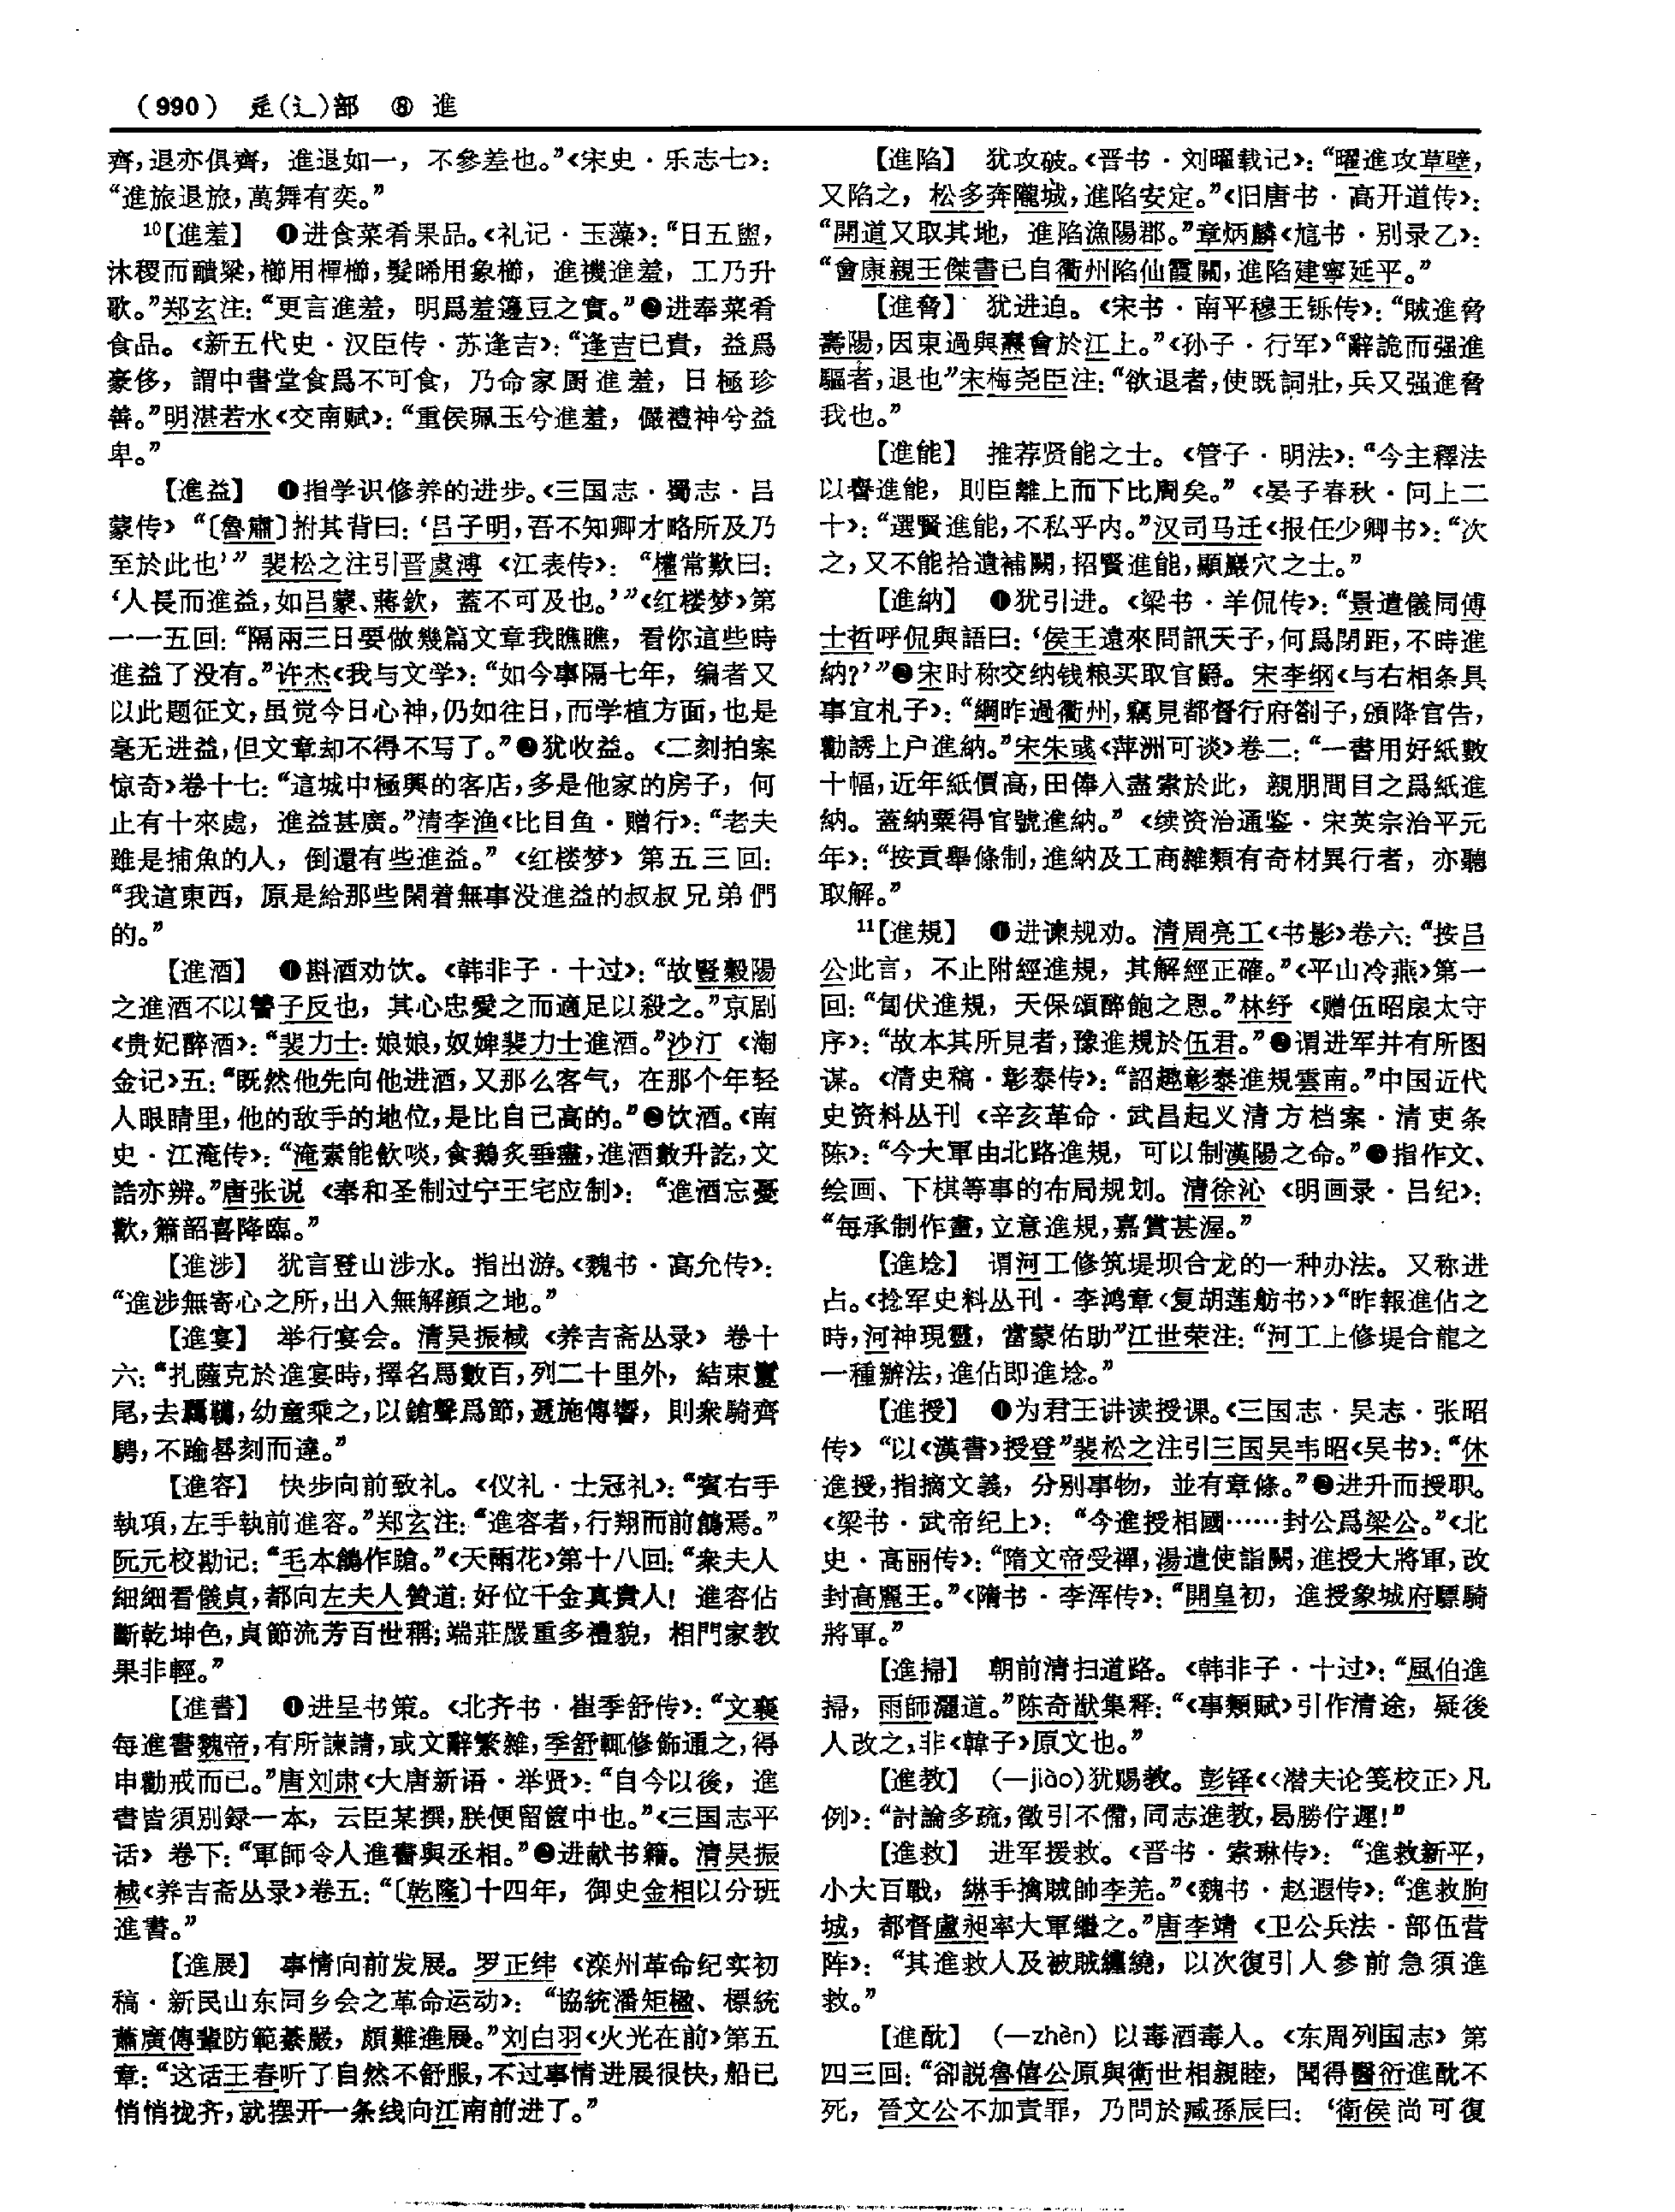 （990） 辵(辶)部 ⑧ 進
齊，退亦俱齊，進退如一，不參差也。”《宋史·乐志七》：
“進旅退旅，萬舞有奕。”
10【進羞】 ❶进食菜肴果品。《礼记·玉藻》：“日五盥，
沐稷而靧粱，櫛用樿櫛，髮晞用象櫛，進禨進羞，工乃升
歌。”郑玄注：“更言進羞，明爲羞籩豆之實。”❷进奉菜肴
食品。《新五代史·汉臣传·苏逢吉》：“逢吉已貴，益爲
豪侈，謂中書堂食爲不可食，乃命家厨進羞，日極珍
善。”明湛若水《交南赋》：“重侯珮玉兮進羞，儼禮神兮益
卑。”
【進益】 ❶指学识修养的进步。《三国志·蜀志·吕
蒙传》“〔魯肅〕拊其背曰：‘吕子明，吾不知卿才略所及乃
至於此也’”裴松之注引晋虞溥《江表传》：“權常歎曰：
‘人長而進益，如吕蒙、蔣欽，蓋不可及也。’”《红楼梦》第
一一五回：“隔兩三日要做幾篇文章我瞧瞧，看你這些時
進益了没有。”许杰《我与文学》：“如今事隔七年，编者又
以此题征文，虽觉今日心神，仍如往日，而学植方面，也是
毫无进益，但文章却不得不写了。”❷犹收益。《二刻拍案
惊奇》卷十七：“這城中極興的客店，多是他家的房子，何
止有十來處，進益甚廣。”清李渔《比目鱼·赠行》：“老夫
雖是捕魚的人，倒還有些進益。”《红楼梦》第五三回：
“我這東西，原是給那些閑着無事没進益的叔叔兄弟們
的。”
【進酒】 ❶斟酒劝饮。《韩非子·十过》：“故豎穀陽
之進酒不以讐子反也，其心忠愛之而適足以殺之。”京剧
《贵妃醉酒》：“裴力士：娘娘，奴婢裴力士進酒。”沙汀《淘
金记》五：“既然他先向他进酒，又那么客气，在那个年轻
人眼睛里，他的敌手的地位，是比自己高的。”❷饮酒。《南
史·江淹传》：“淹素能飲啖，食鵝炙垂盡，進酒數升訖，文
誥亦辨。”唐张说《奉和圣制过宁王宅应制》：“進酒忘憂
歡，簫韶喜降臨。”
【進涉】 犹言登山涉水。指出游。《魏书·高允传》：
“進涉無寄心之所，出入無解顔之地。”
【進宴】 举行宴会。清吴振棫《养吉斋丛录》卷十
六：“扎薩克於進宴時，擇名馬數百，列二十里外，結束鬉
尾，去羈韉，幼童乘之，以鎗聲爲節，遞施傳響，則衆騎齊
騁，不踰晷刻而達。”
【進容】 快步向前致礼。《仪礼·士冠礼》：“賓右手
執項，左手執前進容。”郑玄注：“進容者，行翔而前鶬焉。”
阮元校勘记：“毛本鶬作蹌。”《天雨花》第十八回：“衆夫人
細細看儀貞，都向左夫人贊道：好位千金真貴人！進容佔
斷乾坤色，貞節流芳百世稱；端莊嚴重多禮貌，相門家教
果非輕。”
【進書】 ❶进呈书策。《北齐书·崔季舒传》：“文襄
每進書魏帝，有所諫請，或文辭繁雜，季舒輒修飾通之，得
申勸戒而已。”唐刘肃《大唐新语·举贤》：“自今以後，進
書皆須別録一本，云臣某撰，朕便留篋中也。”《三国志平
话》卷下：“軍師令人進書與丞相。”❷进献书籍。清吴振
棫《养吉斋丛录》卷五：“〔乾隆〕十四年，御史金相以分班
進書。”
【進展】 事情向前发展。罗正纬《滦州革命纪实初
稿·新民山东同乡会之革命运动》：“協統潘矩楹、標統
蕭廣傳輩防範綦嚴，頗難進展。”刘白羽《火光在前》第五
章：“这话王春听了自然不舒服，不过事情进展很快，船已
悄悄拢齐，就摆开一条线向江南前进了。”
【進陷】 犹攻破。《晋书·刘曜载记》：“曜進攻草壁，
又陷之，松多奔隴城，進陷安定。”《旧唐书·高开道传》：
“開道又取其地，進陷漁陽郡。”章炳麟《訄书·别录乙》：
“會康親王傑書已自衢州陷仙霞關，進陷建寧延平。”
【進脅】 犹进迫。《宋书·南平穆王铄传》：“賊進脅
壽陽，因東過與燾會於江上。”《孙子·行军》“辭詭而强進
驅者，退也”宋梅尧臣注：“欲退者，使既詞壯，兵又强進脅
我也。”
【進能】 推荐贤能之士。《管子·明法》：“今主釋法
以譽進能，則臣離上而下比周矣。”《晏子春秋·问上二
十》：“選賢進能，不私乎内。”汉司马迁《报任少卿书》：“次
之，又不能拾遺補闕，招賢進能，顯巖穴之士。”
【進納】 ❶犹引进。《梁书·羊侃传》：“景遣儀同傅
士哲呼侃與語曰：‘侯王遠來問訊天子，何爲閉距，不時進
納？’”❷宋时称交纳钱粮买取官爵。宋李纲《与右相条具
事宜札子》：“綱昨過衢州，竊見都督行府劄子，頒降官告，
勸誘上户進納。”宋朱彧《萍洲可谈》卷二：“一書用好紙數
十幅，近年紙價高，田俸入盡索於此，親朋間目之爲紙進
納。蓋納粟得官號進納。”《续资治通鉴·宋英宗治平元
年》：“按貢舉條制，進納及工商雜類有奇材異行者，亦聽
取解。”
11【進規】 ❶进谏规劝。清周亮工《书影》卷六：“按吕
公此言，不止附經進規，其解經正確。”《平山冷燕》第一
回：“匐伏進規，天保頌醉飽之恩。”林纾《赠伍昭扆太守
序》：“故本其所見者，豫進規於伍君。”❷谓进军并有所图
谋。《清史稿·彰泰传》：“詔趣彰泰進規雲南。”中国近代
史资料丛刊《辛亥革命·武昌起义清方档案·清吏条
陈》：“今大軍由北路進規，可以制漢陽之命。”❸指作文、
绘画、下棋等事的布局规划。清徐沁《明画录·吕纪》：
“每承制作畫，立意進規，嘉賞甚渥。”
【進埝】 谓河工修筑堤坝合龙的一种办法。又称进
占。《捻军史料丛刊·李鸿章〈复胡莲舫书〉》“昨報進佔之
時，河神現靈，當蒙佑助”江世荣注：“河工上修堤合龍之
一種辦法，進佔即進埝。”
【進授】 ❶为君王讲读授课。《三国志·吴志·张昭
传》“以《漢書》授登”裴松之注引三国吴韦昭《吴书》：“休
進授，指摘文義，分别事物，並有章條。”❷进升而授职。
《梁书·武帝纪上》：“今進授相國……封公爲梁公。”《北
史·高丽传》：“隋文帝受禪，湯遣使詣闕，進授大將軍，改
封高麗王。”《隋书·李浑传》：“開皇初，進授象城府驃騎
將軍。”
【進掃】 朝前清扫道路。《韩非子·十过》：“風伯進
掃，雨師灑道。”陈奇猷集释：“《事類賦》引作清途，疑後
人改之，非《韓子》原文也。”
【進教】 （—jiào）犹赐教。彭铎《〈潜夫论笺校正〉凡
例》：“討論多疏，徵引不備，同志進教，曷勝佇遲！”
【進救】 进军援救。《晋书·索琳传》：“進救新平，
小大百戰，綝手擒賊帥李羌。”《魏书·赵遐传》：“進救朐
城，都督盧昶率大軍繼之。”唐李靖《卫公兵法·部伍营
阵》：“其進救人及被賊纏繞，以次復引人參前急須進
救。”
【進酖】 （—zhèn）以毒酒毒人。《东周列国志》第
四三回：“卻説魯僖公原與衛世相親睦，聞得醫衍進酖不
死，晉文公不加責罪，乃問於臧孫辰曰：‘衛侯尚可復